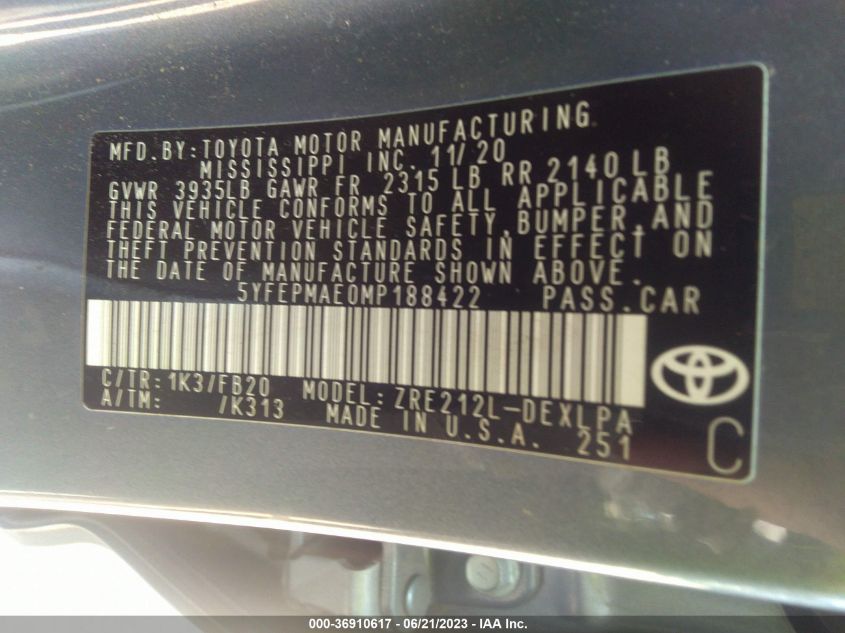 MFD.BY:TOYOTA MOTOR MANUFACTURING
MISSISSIPPI INC. 11/20
GVWR 3935LB GAWR FR 2315 LB RR 2140 LB
THIS VEHICLE CONFORMS TO ALL APPLICABLE
FEDERAL MOTOR VEHICLE SAFETY,BUMPER,AND
THEFT PREVENTION STANDARDS IN EFFECT ON
THE DATE OF MANUFACTURE SHOWN ABOVE.
5YFEPMAE0MP188422 PASS.CAR
C/TR: 1K3/FB20 MODEL: ZRE212L-DEXLPA
A/TM: /K313 MADE IN U.S.A. 251
C
000-36910617 - 06/21/2023 - IAA Inc.